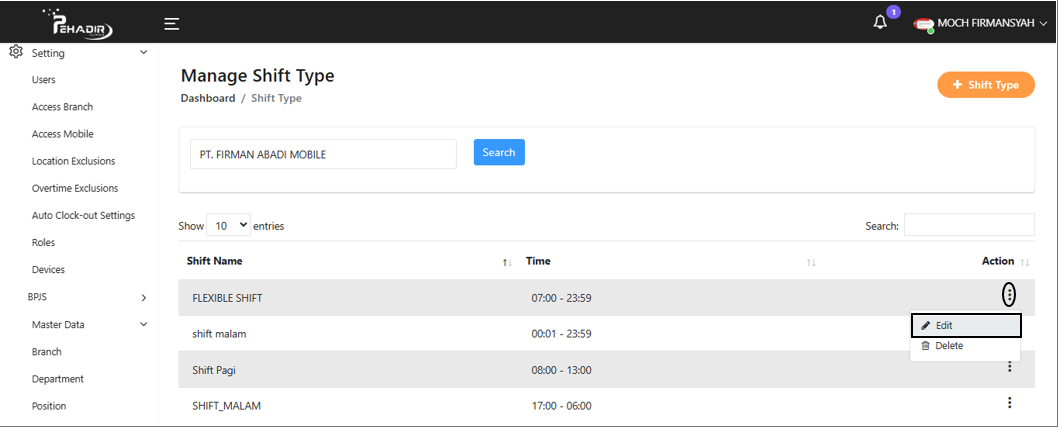 PEHADIR
1
MOCH FIRMANSYAH
Setting
Users
Access Branch
Access Mobile
Location Exclusions
Overtime Exclusions
Auto Clock-out Settings
Roles
Devices
BPJS
Master Data
Branch
Department
Position
Manage Shift Type
Dashboard / Shift Type
+ Shift Type
PT. FIRMAN ABADI MOBILE
Search
Show 10 entries
Search:
Shift Name Time Action
FLEXIBLE SHIFT 07:00 - 23:59
shift malam 00:01 - 23:59
Shift Pagi 08:00 - 13:00
SHIFT_MALAM 17:00 - 06:00
Edit
Delete